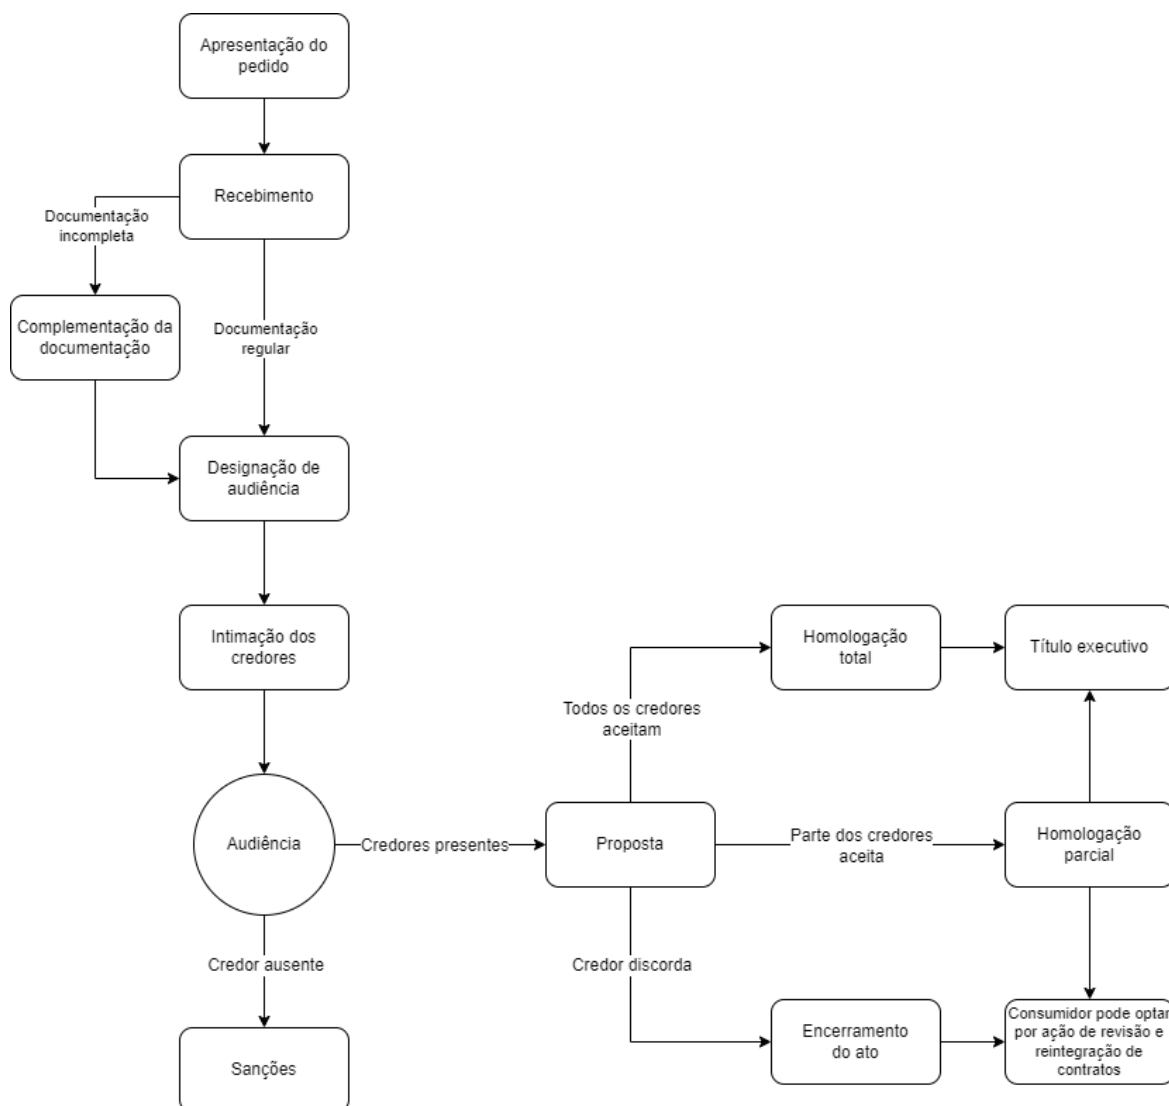 Apresentação do
pedido
Recebimento
Documentação
incompleta
Complementação da
documentação
Documentação
regular
Designação de
audiência
Intimação dos
credores
Homologação
total
Título executivo
Todos os credores
aceitam
Audiência
Credores presentes
Proposta
Parte dos credores
aceita
Homologação
parcial
Credor ausente
Credor discorda
Sanções
Encerramento
do ato
Consumidor pode optar
por ação de revisão e
reintegração de
contratos